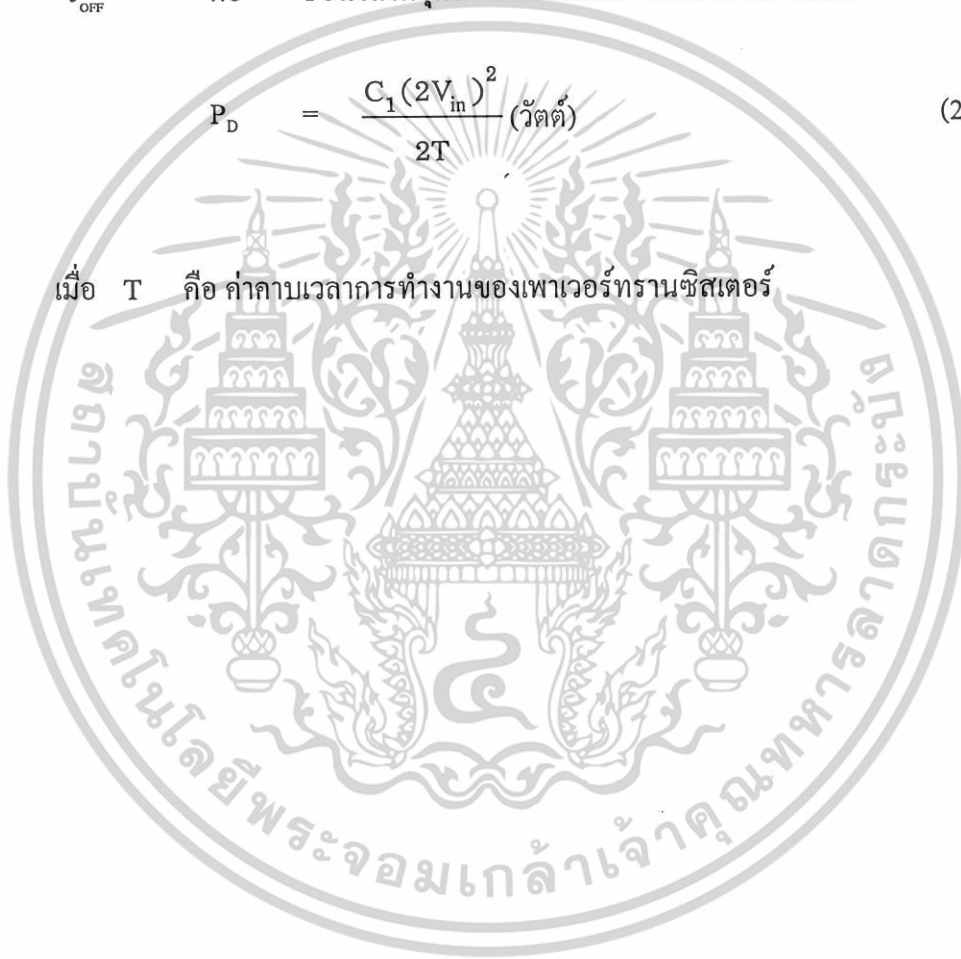 OFF
P_D = C_1(2V_in)^2 / 2T (วัตต์) (2
เมื่อ T คือ ค่าคาบเวลาการทำงานของเพาเวอร์ทรานซิสเตอร์
สถาบันเทคโนโลยีพระจอมเกล้าเจ้าคุณทหารลาดกระบัง